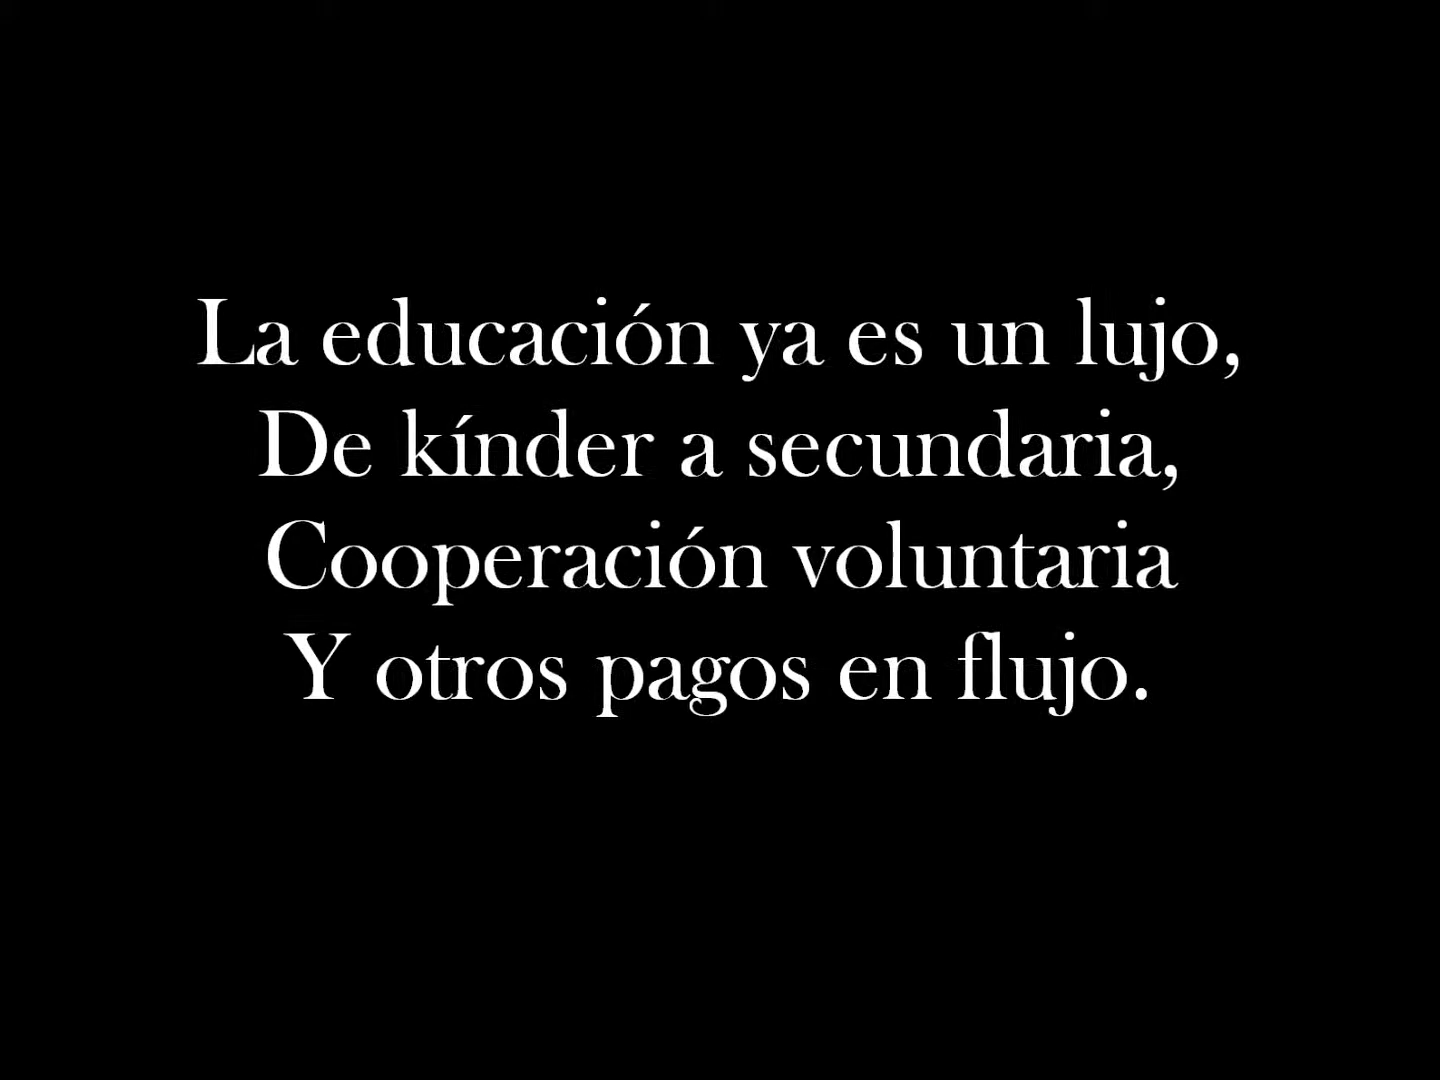 La educación ya es un lujo,
De kínder a secundaria,
Cooperación voluntaria
Y otros pagos en flujo.